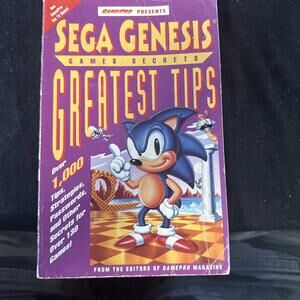 GAMEPRO PRESENTS
SEGA GENESIS
GAMES SECRETS
GREATEST TIPS
Over
1,000
Tips,
Strategies,
Passwords,
and Other
Secrets for
Over 130
Games!
FROM THE EDITORS OF GAMEPRO MAGAZINE